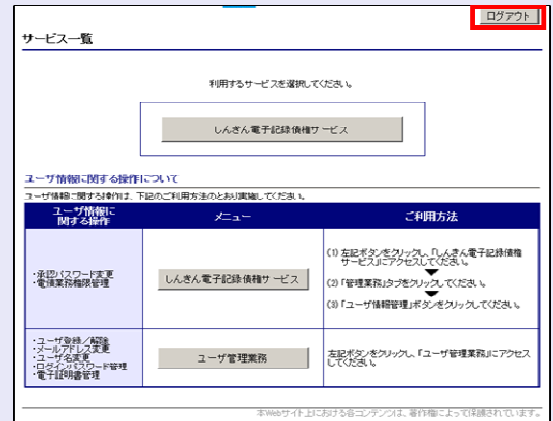 ログアウト
サービス一覧
利用するサービスを選択してください。
しんきん電子記録債権サービス
ユーザ情報に関する操作について
ユーザ情報に関する操作は、下記のご利用方法のとおり実施してください。
ユーザ情報に
関する操作
メニュー
ご利用方法
・承認パスワード変更
・電債業務権限管理
しんきん電子記録債権サービス
(1) 左記ボタンをクリックし、「しんきん電子記録債権
サービス」にアクセスしてください。
(2) 「管理業務」タブをクリックしてください。
(3) 「ユーザ情報管理」ボタンをクリックしてください。
・ユーザ登録／解除
・メールアドレス変更
・ユーザ名変更
・ログインパスワード管理
・電子証明書管理
ユーザ管理業務
左記ボタンをクリックし、「ユーザ管理業務」にアクセス
してください。
本Webサイト上における各コンテンツは、著作権によって保護されています。